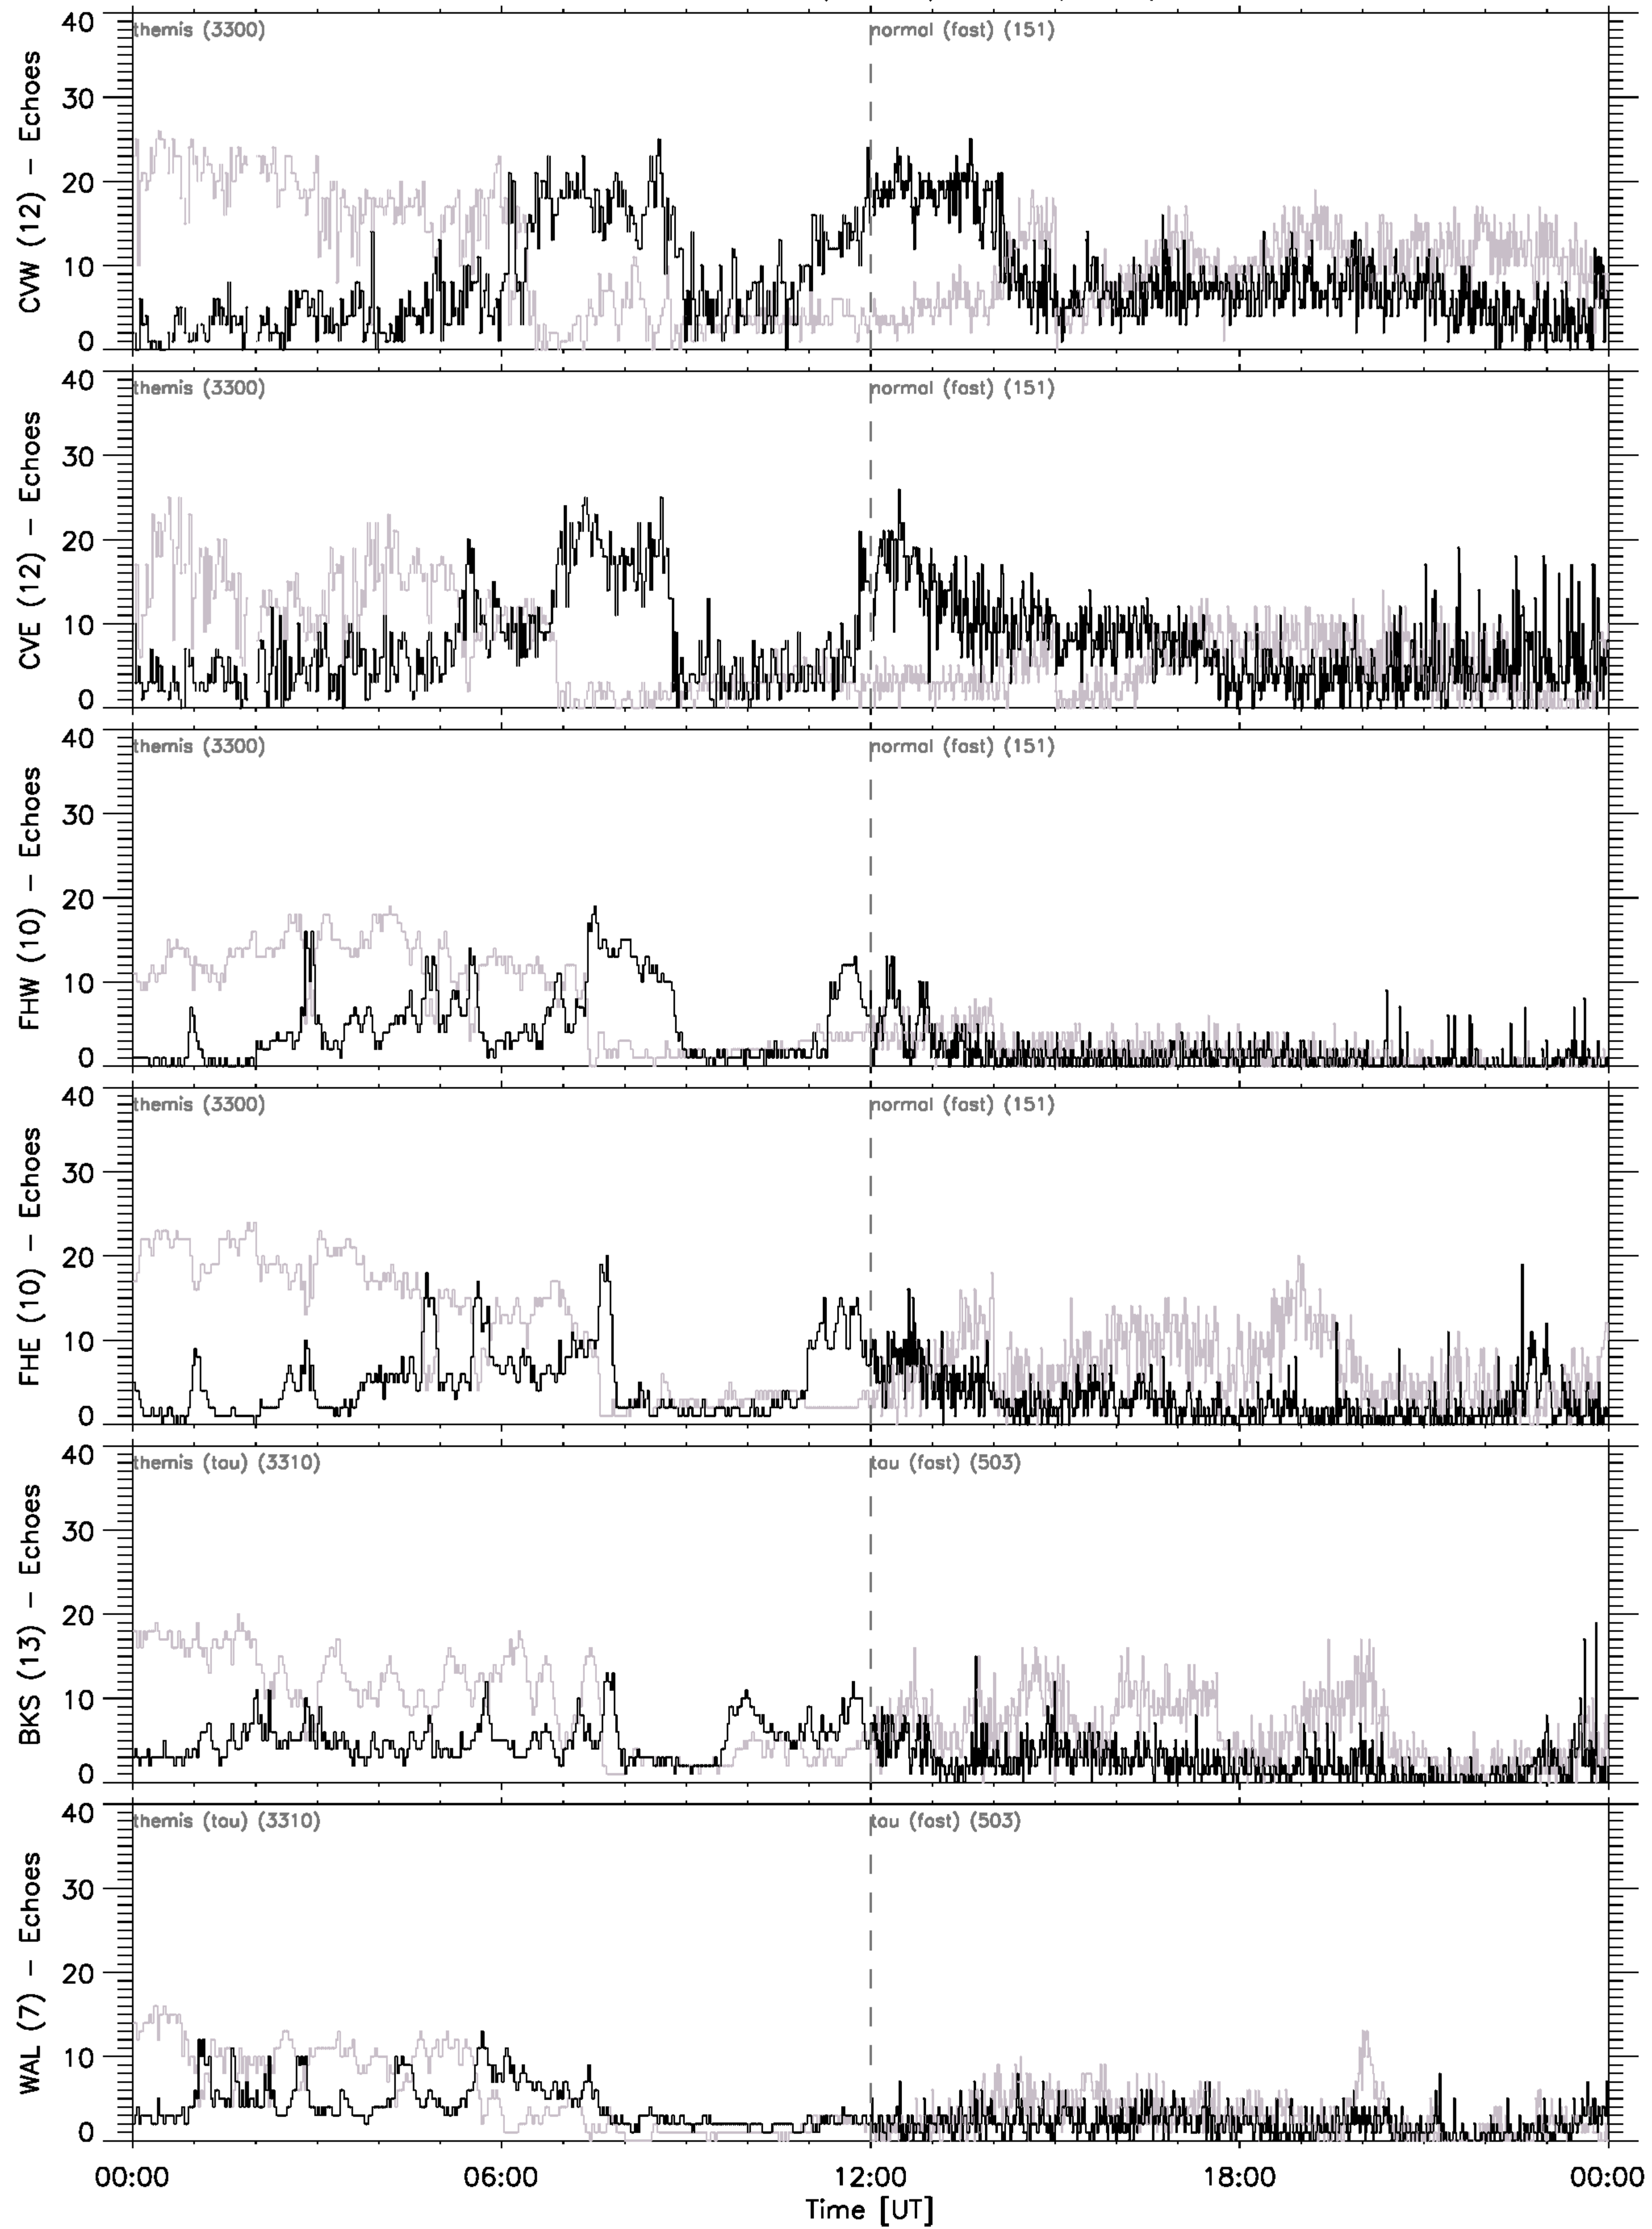 themis (3300) normal (fast) (151)
CVW (12) – Echoes
40
30
20
10
0
themis (3300) normal (fast) (151)
CVE (12) – Echoes
40
30
20
10
0
themis (3300) normal (fast) (151)
FHW (10) – Echoes
40
30
20
10
0
themis (3300) normal (fast) (151)
FHE (10) – Echoes
40
30
20
10
0
themis (tau) (3310) tau (fast) (503)
BKS (13) – Echoes
40
30
20
10
0
themis (tau) (3310) tau (fast) (503)
WAL (7) – Echoes
40
30
20
10
0
00:00 06:00 12:00 18:00 00:00
Time [UT]